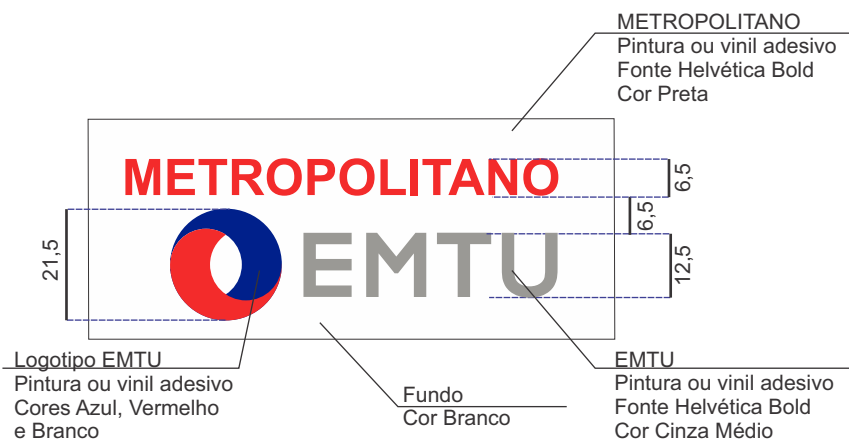 METROPOLITANO
Pintura ou vinil adesivo
Fonte Helvética Bold
Cor Preta
METROPOLITANO
6,5
6,5
21,5
EMTU
12,5
Logotipo EMTU
Pintura ou vinil adesivo
Cores Azul, Vermelho
e Branco
Fundo
Cor Branco
EMTU
Pintura ou vinil adesivo
Fonte Helvética Bold
Cor Cinza Médio